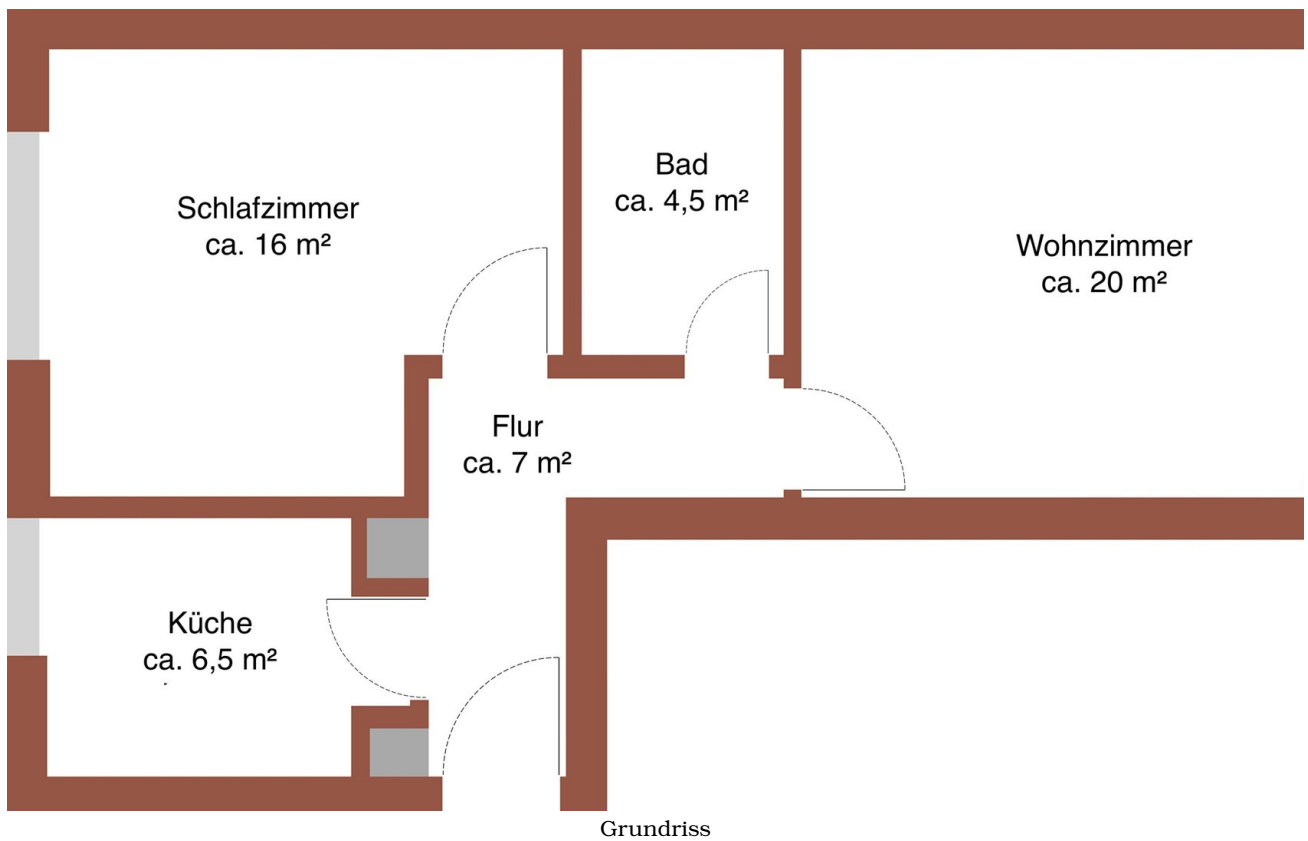 Schlafzimmer
ca. 16 m²
Bad
ca. 4,5 m²
Wohnzimmer
ca. 20 m²
Flur
ca. 7 m²
Küche
ca. 6,5 m²
Grundriss